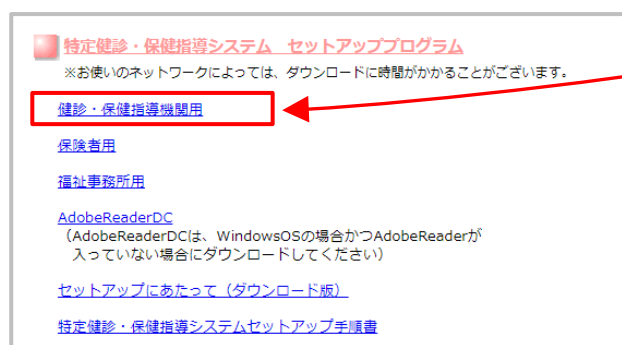 特定健診・保健指導システム　セットアッププログラム
※お使いのネットワークによっては、ダウンロードに時間がかかることがございます。
健診・保健指導機関用
保険者用
福祉事務所用
AdobeReaderDC
（AdobeReaderDCは、WindowsOSの場合かつAdobeReaderが
入っていない場合にダウンロードしてください）
セットアップにあたって（ダウンロード版）
特定健診・保健指導システムセットアップ手順書